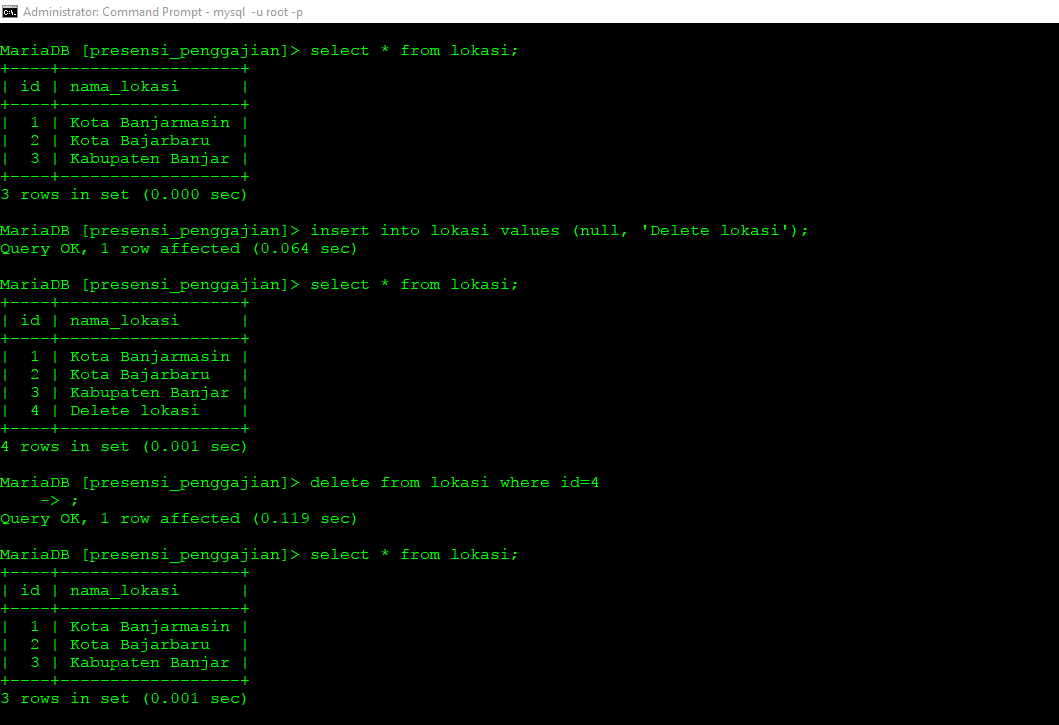 Administrator: Command Prompt - mysql  -u root -p
MariaDB [presensi_penggajian]> select * from lokasi;
+----+------------------+
| id | nama_lokasi      |
+----+------------------+
|  1 | Kota Banjarmasin |
|  2 | Kota Bajarbaru   |
|  3 | Kabupaten Banjar |
+----+------------------+
3 rows in set (0.000 sec)
MariaDB [presensi_penggajian]> insert into lokasi values (null, 'Delete lokasi');
Query OK, 1 row affected (0.064 sec)
MariaDB [presensi_penggajian]> select * from lokasi;
+----+------------------+
| id | nama_lokasi      |
+----+------------------+
|  1 | Kota Banjarmasin |
|  2 | Kota Bajarbaru   |
|  3 | Kabupaten Banjar |
|  4 | Delete lokasi    |
+----+------------------+
4 rows in set (0.001 sec)
MariaDB [presensi_penggajian]> delete from lokasi where id=4
    -> ;
Query OK, 1 row affected (0.119 sec)
MariaDB [presensi_penggajian]> select * from lokasi;
+----+------------------+
| id | nama_lokasi      |
+----+------------------+
|  1 | Kota Banjarmasin |
|  2 | Kota Bajarbaru   |
|  3 | Kabupaten Banjar |
+----+------------------+
3 rows in set (0.001 sec)